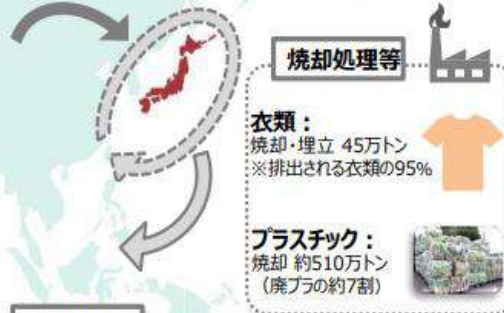 焼却処理等
衣類：
焼却・埋立 45万トン
※排出される衣類の95%
プラスチック：
焼却 約510万トン
（廃プラの約7割）